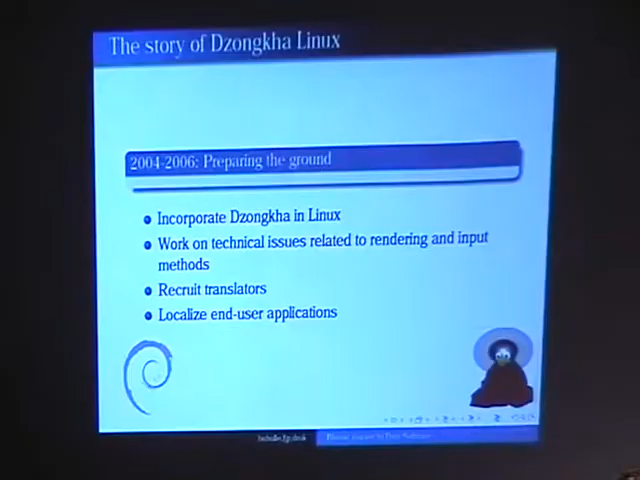 The story of Dzongkha Linux
2004-2006: Preparing the ground
Incorporate Dzongkha in Linux
Work on technical issues related to rendering and input
methods
Recruit translators
Localize end-user applications